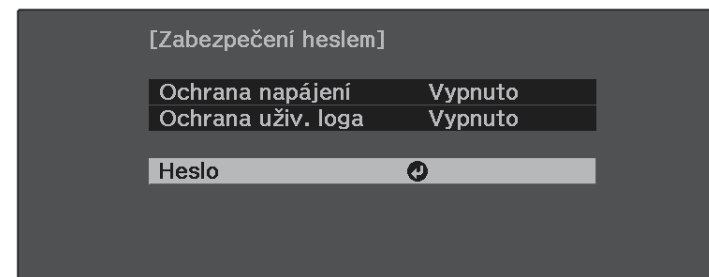 [Zabezpečení heslem]
Ochrana napájení Vypnuto
Ochrana uživ. loga Vypnuto
Heslo